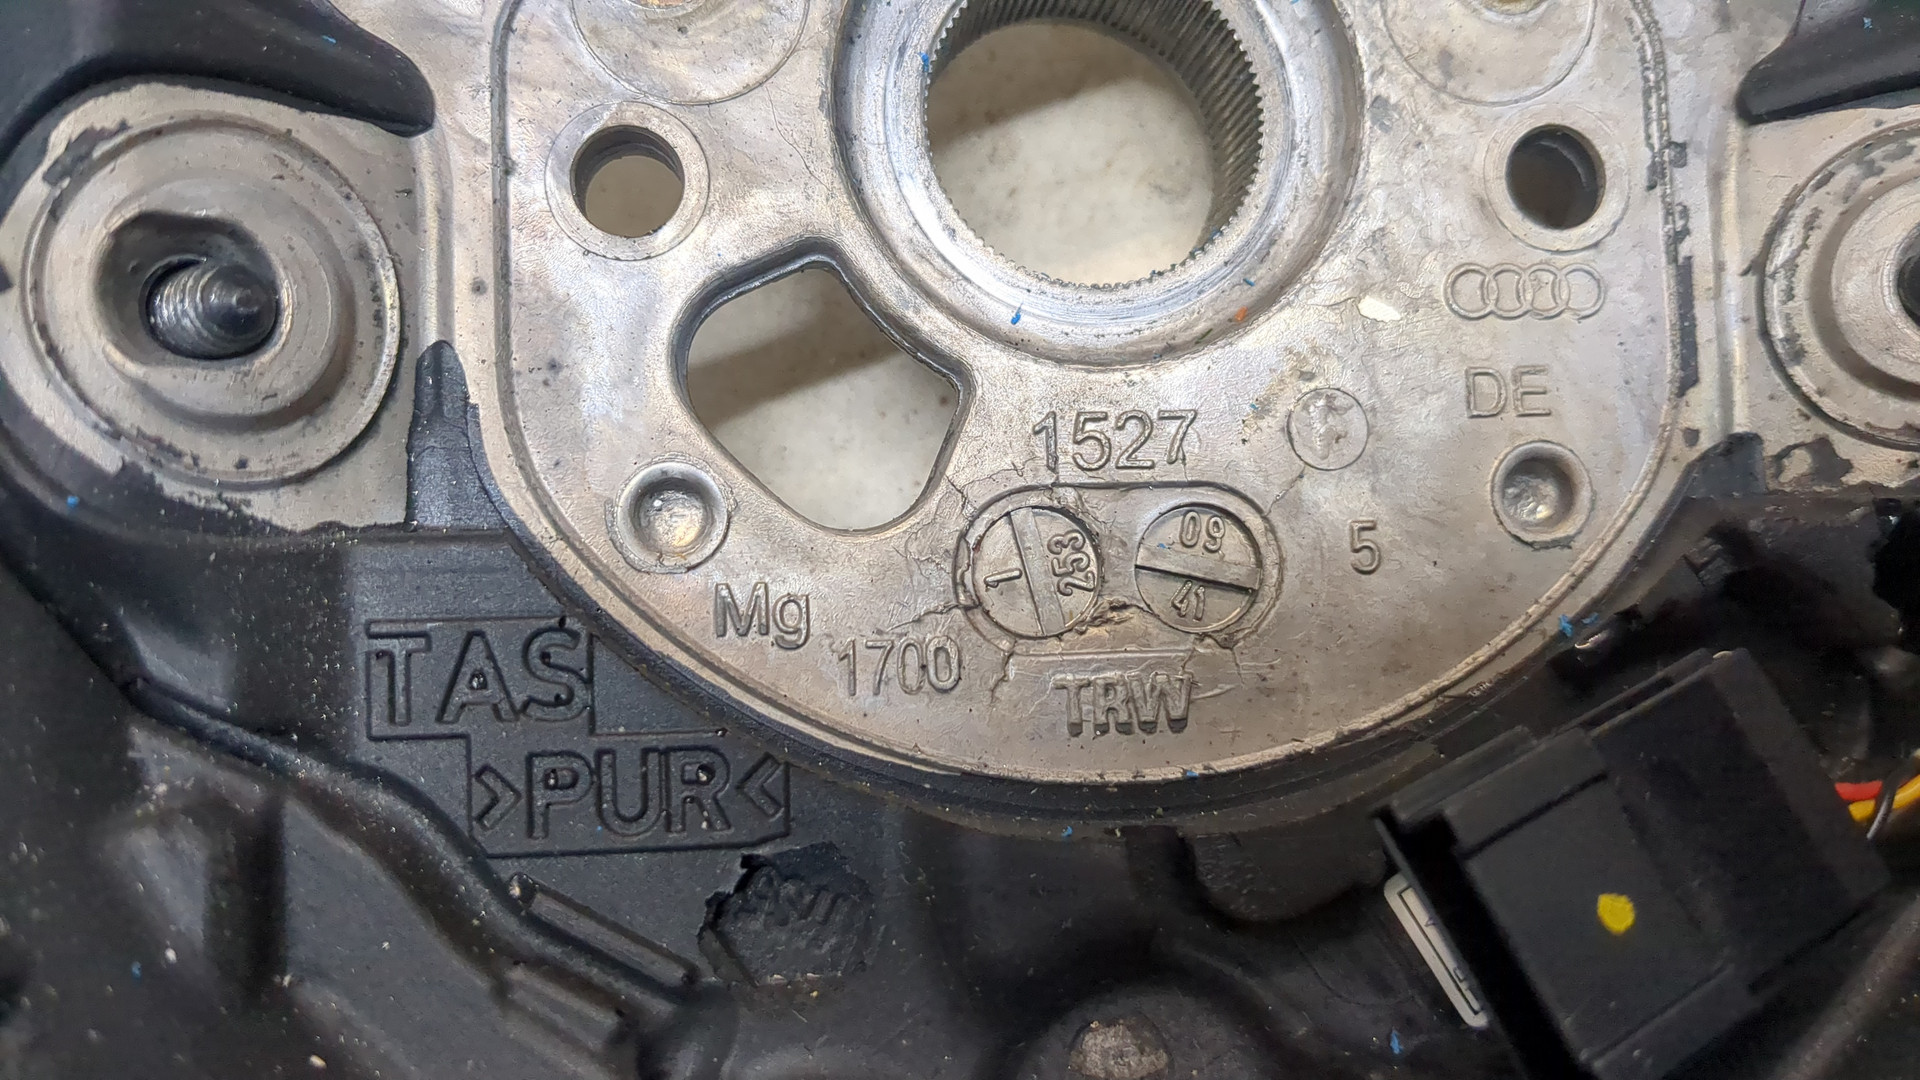 DE
1527
1 253
09
41
5
Mg
1700
TRW
TAS
>PUR<